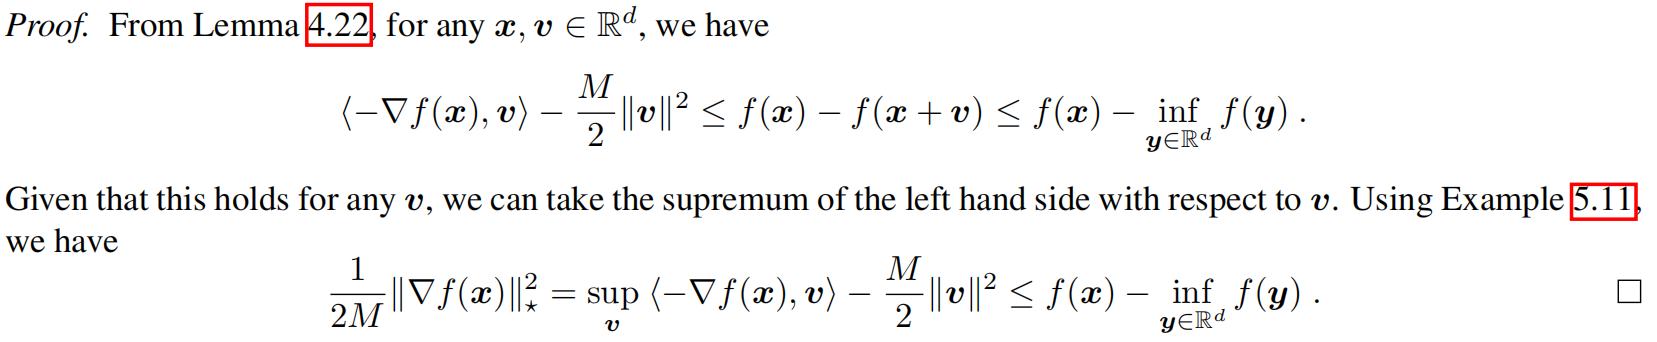 Proof. From Lemma 4.22, for any x, v ∈ ℝ^d, we have
⟨−∇f(x), v⟩ − M/2 ‖v‖² ≤ f(x) − f(x + v) ≤ f(x) − inf_{y∈ℝ^d} f(y) .
Given that this holds for any v, we can take the supremum of the left hand side with respect to v. Using Example 5.11,
we have
1/(2M) ‖∇f(x)‖²_⋆ = sup_v ⟨−∇f(x), v⟩ − M/2 ‖v‖² ≤ f(x) − inf_{y∈ℝ^d} f(y) . □